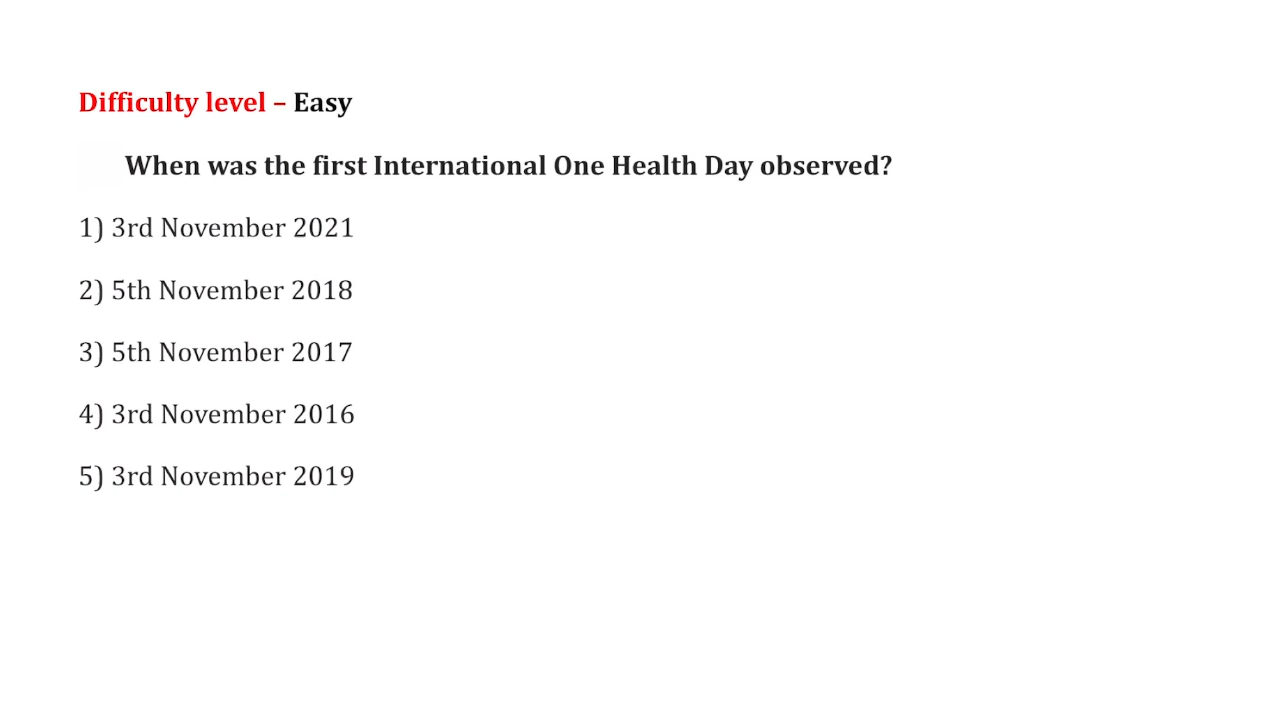 Difficulty level – Easy
When was the first International One Health Day observed?
1) 3rd November 2021
2) 5th November 2018
3) 5th November 2017
4) 3rd November 2016
5) 3rd November 2019